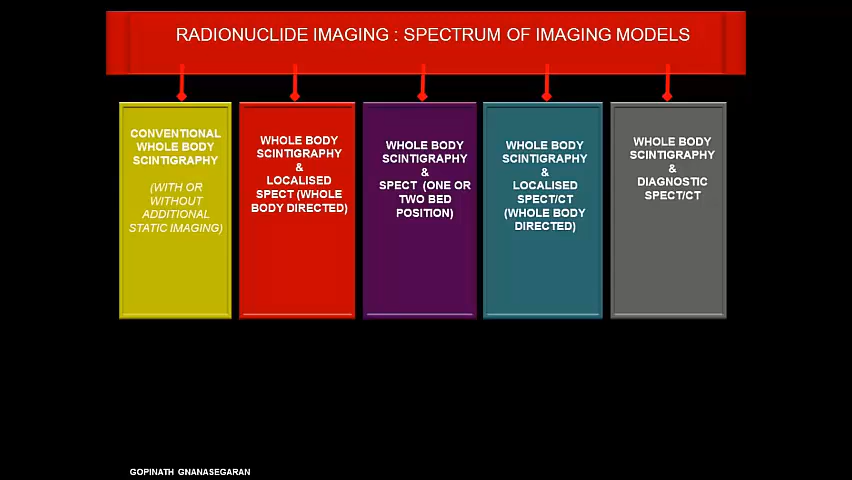 RADIONUCLIDE IMAGING : SPECTRUM OF IMAGING MODELS
CONVENTIONAL
WHOLE BODY
SCINTIGRAPHY
(WITH OR
WITHOUT
ADDITIONAL
STATIC IMAGING)
WHOLE BODY
SCINTIGRAPHY
&
LOCALISED
SPECT (WHOLE
BODY DIRECTED)
WHOLE BODY
SCINTIGRAPHY
&
SPECT (ONE OR
TWO BED
POSITION)
WHOLE BODY
SCINTIGRAPHY
&
LOCALISED
SPECT/CT
(WHOLE BODY
DIRECTED)
WHOLE BODY
SCINTIGRAPHY
&
DIAGNOSTIC
SPECT/CT
GOPINATH GNANASEGARAN